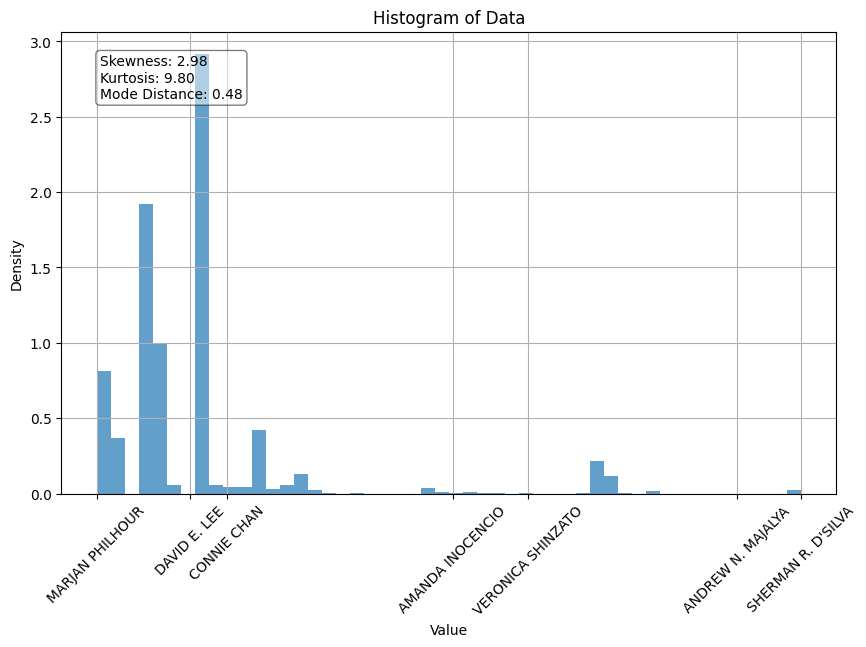 Histogram of Data
Skewness: 2.98
Kurtosis: 9.80
Mode Distance: 0.48
Density
3.0
2.5
2.0
1.5
1.0
0.5
0.0
MARJAN PHILHOUR
DAVID E. LEE
CONNIE CHAN
AMANDA INOCENCIO
VERONICA SHINZATO
ANDREW N. MAJALYA
SHERMAN R. D'SILVA
Value